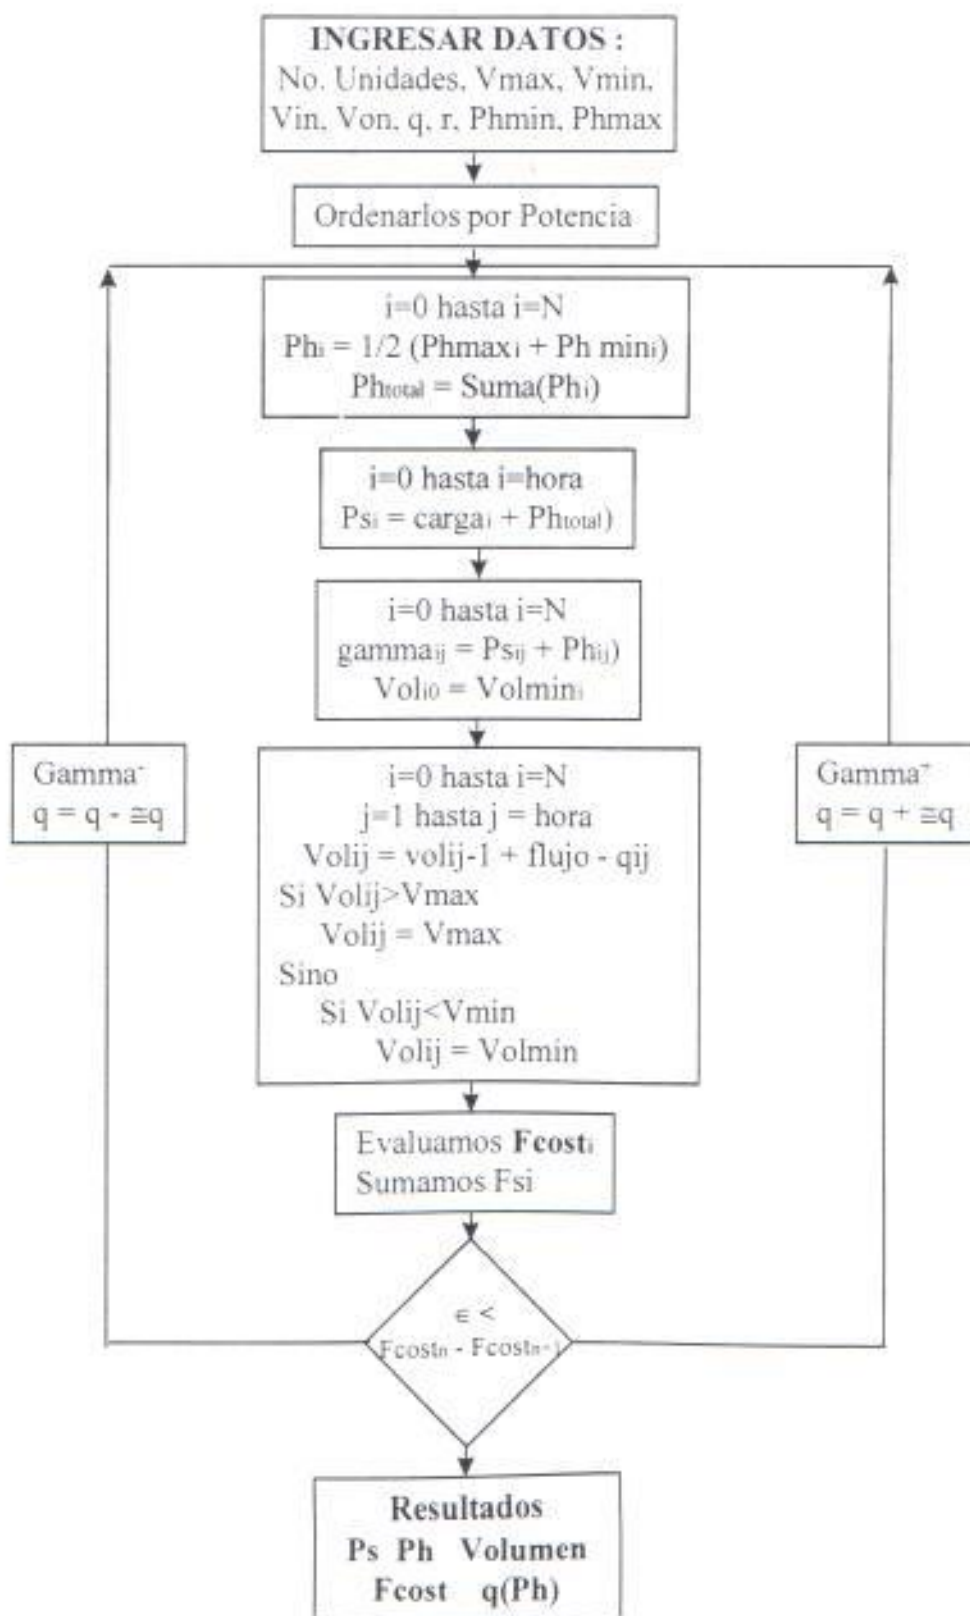 INGRESAR DATOS :
No. Unidades, Vmax, Vmin,
Vin, Von, q, r, Phmin, Phmax
Ordenarlos por Potencia
i=0 hasta i=N
Phi = 1/2 (Phmaxi + Ph mini)
Phtotal = Suma(Phi)
i=0 hasta i=hora
Psi = cargai + Phtotal)
i=0 hasta i=N
gammaij = Psij + Phij)
Voli0 = Volmini
Gamma-
q = q - ≅q
i=0 hasta i=N
j=1 hasta j = hora
Volij = volij-1 + flujo - qij
Si Volij>Vmax
Volij = Vmax
Sino
Si Volij<Vmin
Volij = Volmin
Gamma+
q = q + ≅q
Evaluamos Fcosti
Sumamos Fsi
∈ <
Fcostn - Fcostn-1
Resultados
Ps Ph Volumen
Fcost q(Ph)